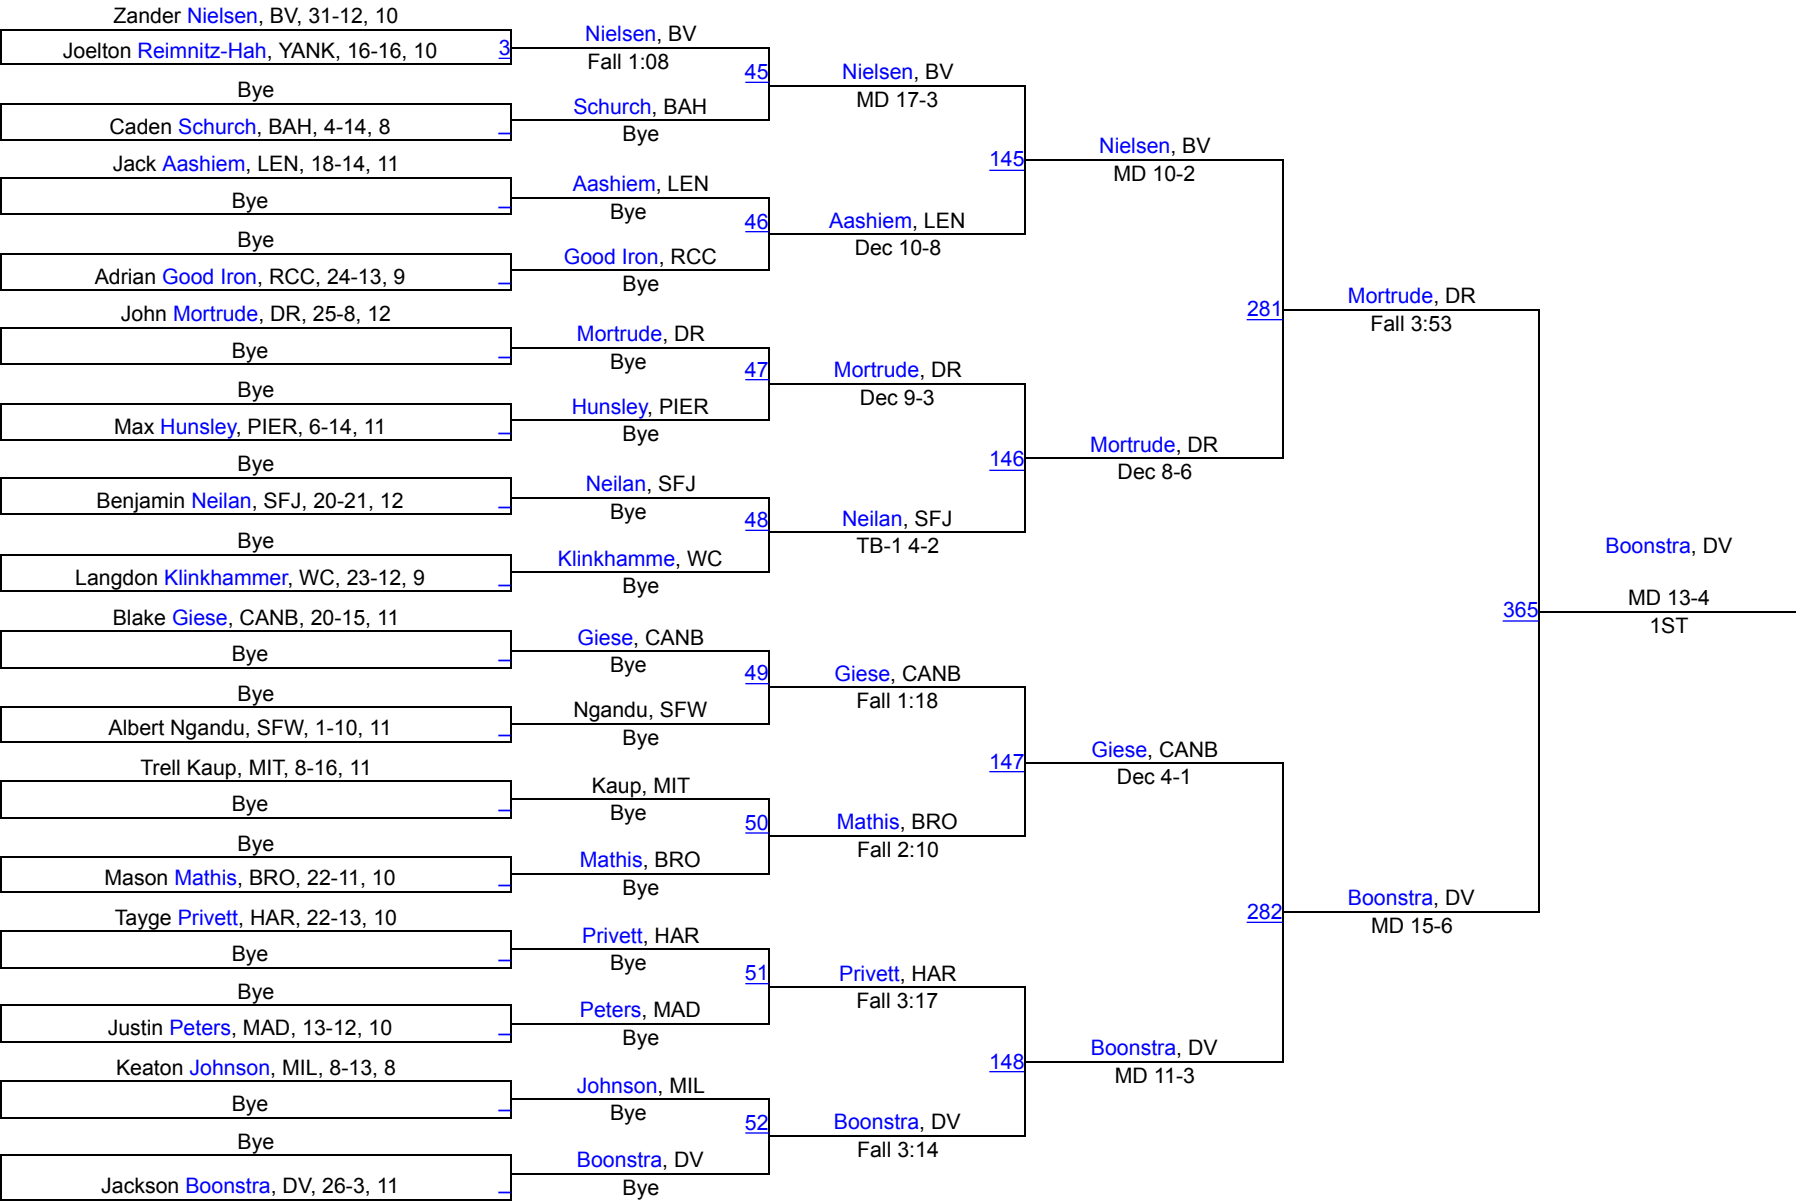 Zander Nielsen, BV, 31-12, 10
Joelton Reimnitz-Hah, YANK, 16-16, 10
3
Bye
Caden Schurch, BAH, 4-14, 8
Jack Aashiem, LEN, 18-14, 11
Bye
Bye
Adrian Good Iron, RCC, 24-13, 9
John Mortrude, DR, 25-8, 12
Bye
Bye
Max Hunsley, PIER, 6-14, 11
Bye
Benjamin Neilan, SFJ, 20-21, 12
Bye
Langdon Klinkhammer, WC, 23-12, 9
Blake Giese, CANB, 20-15, 11
Bye
Bye
Albert Ngandu, SFW, 1-10, 11
Trell Kaup, MIT, 8-16, 11
Bye
Bye
Mason Mathis, BRO, 22-11, 10
Tayge Privett, HAR, 22-13, 10
Bye
Bye
Justin Peters, MAD, 13-12, 10
Keaton Johnson, MIL, 8-13, 8
Bye
Bye
Jackson Boonstra, DV, 26-3, 11
Nielsen, BV
Fall 1:08
45
Schurch, BAH
Bye
Aashiem, LEN
Bye
46
Good Iron, RCC
Bye
Mortrude, DR
Bye
47
Hunsley, PIER
Bye
Neilan, SFJ
Bye
48
Klinkhamme, WC
Bye
Giese, CANB
Bye
49
Ngandu, SFW
Bye
Kaup, MIT
Bye
50
Mathis, BRO
Bye
Privett, HAR
Bye
51
Peters, MAD
Bye
Johnson, MIL
Bye
52
Boonstra, DV
Bye
Nielsen, BV
MD 17-3
145
Aashiem, LEN
Dec 10-8
Mortrude, DR
Dec 9-3
146
Neilan, SFJ
TB-1 4-2
Giese, CANB
Fall 1:18
147
Mathis, BRO
Fall 2:10
Privett, HAR
Fall 3:17
148
Boonstra, DV
Fall 3:14
Nielsen, BV
MD 10-2
281
Mortrude, DR
Dec 8-6
Giese, CANB
Dec 4-1
282
Boonstra, DV
MD 11-3
Mortrude, DR
Fall 3:53
365
Boonstra, DV
MD 15-6
Boonstra, DV
MD 13-4
1ST